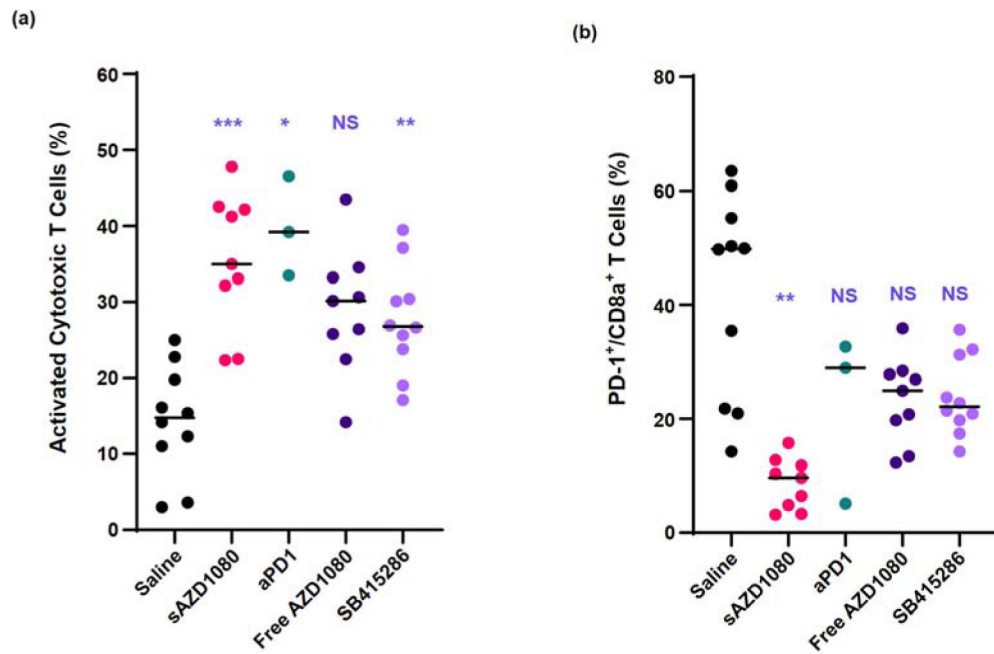 (a)
Activated Cytotoxic T Cells (%)
60
50
40
30
20
10
0
*** * NS **
Saline
sAZD1080
aPD1
Free AZD1080
SB415286
(b)
PD-1⁺/CD8a⁺ T Cells (%)
80
60
40
20
0
** NS NS NS
Saline
sAZD1080
aPD1
Free AZD1080
SB415286